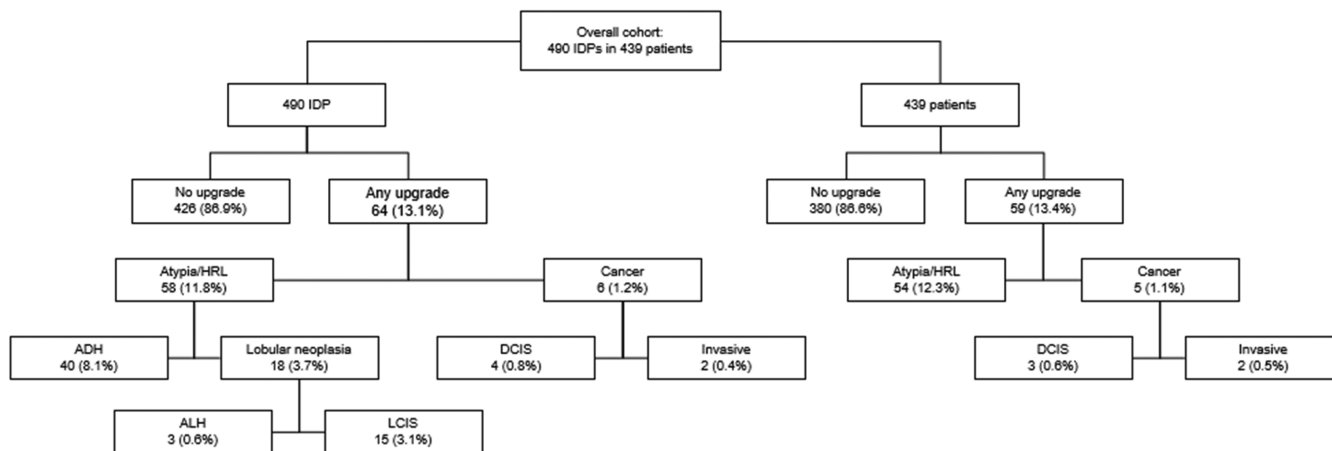 Overall cohort:
490 IDPs in 439 patients
490 IDP
439 patients
No upgrade
426 (86.9%)
Any upgrade
64 (13.1%)
No upgrade
380 (86.6%)
Any upgrade
59 (13.4%)
Atypia/HRL
58 (11.8%)
Cancer
6 (1.2%)
Atypia/HRL
54 (12.3%)
Cancer
5 (1.1%)
ADH
40 (8.1%)
Lobular neoplasia
18 (3.7%)
DCIS
4 (0.8%)
Invasive
2 (0.4%)
DCIS
3 (0.6%)
Invasive
2 (0.5%)
ALH
3 (0.6%)
LCIS
15 (3.1%)